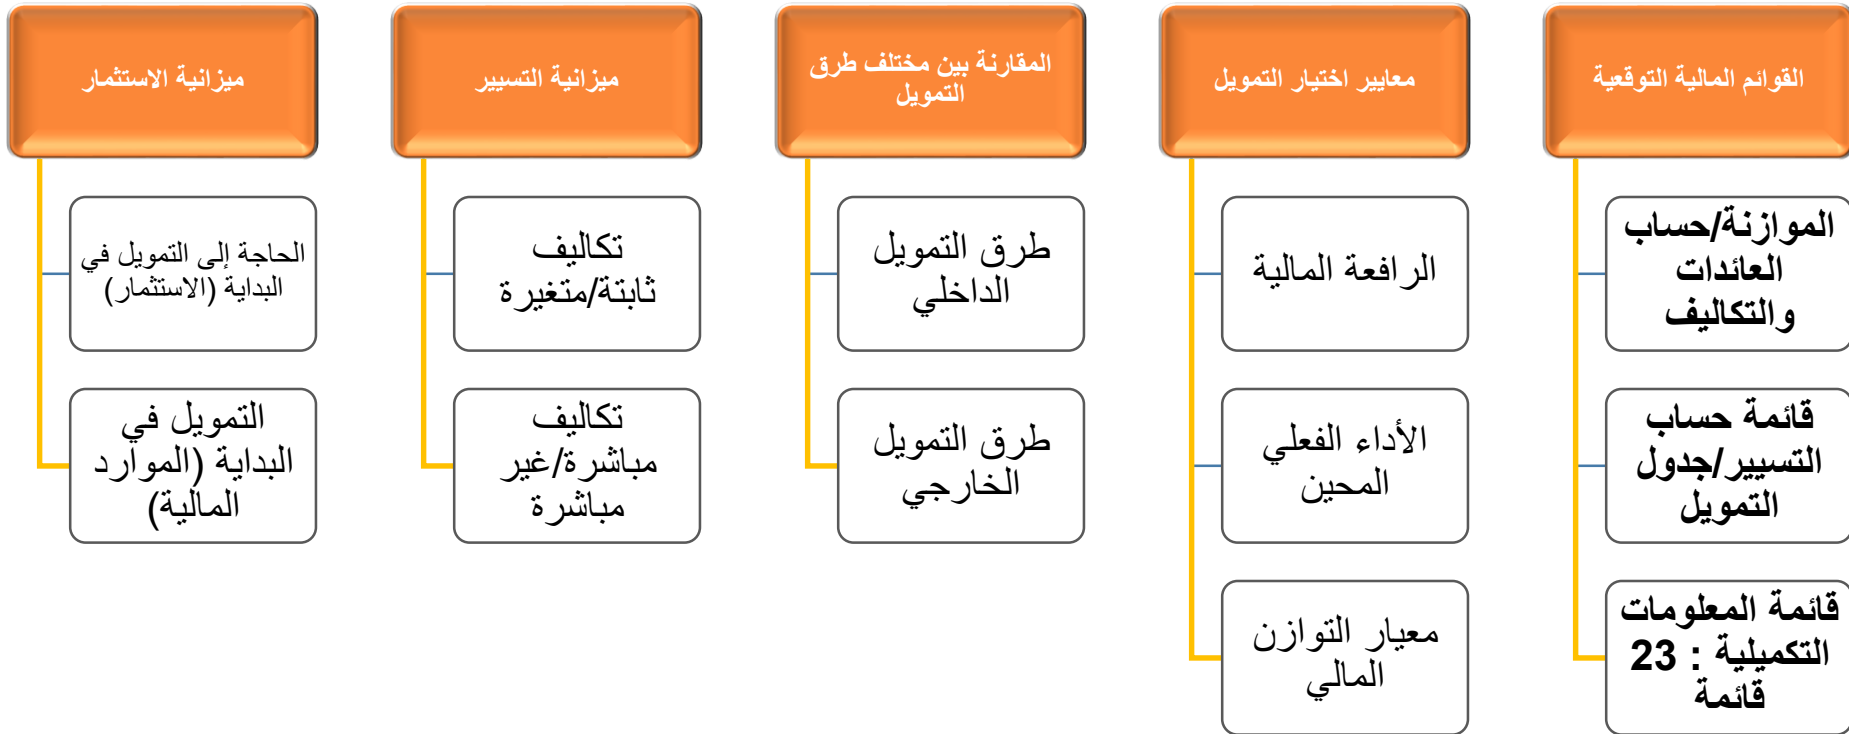 القوائم المالية التوقعية
الموازنة/حساب
العائدات
والتكاليف
قائمة حساب
التسيير/جدول
التمويل
قائمة المعلومات
التكميلية : 23
قائمة
معايير اختيار التمويل
الرافعة المالية
الأداء الفعلي
المحين
معيار التوازن
المالي
المقارنة بين مختلف طرق
التمويل
طرق التمويل
الداخلي
طرق التمويل
الخارجي
ميزانية التسيير
تكاليف
ثابتة/متغيرة
تكاليف
مباشرة/غير
مباشرة
ميزانية الاستثمار
الحاجة إلى التمويل في
البداية (الاستثمار)
التمويل في
البداية (الموارد
المالية)